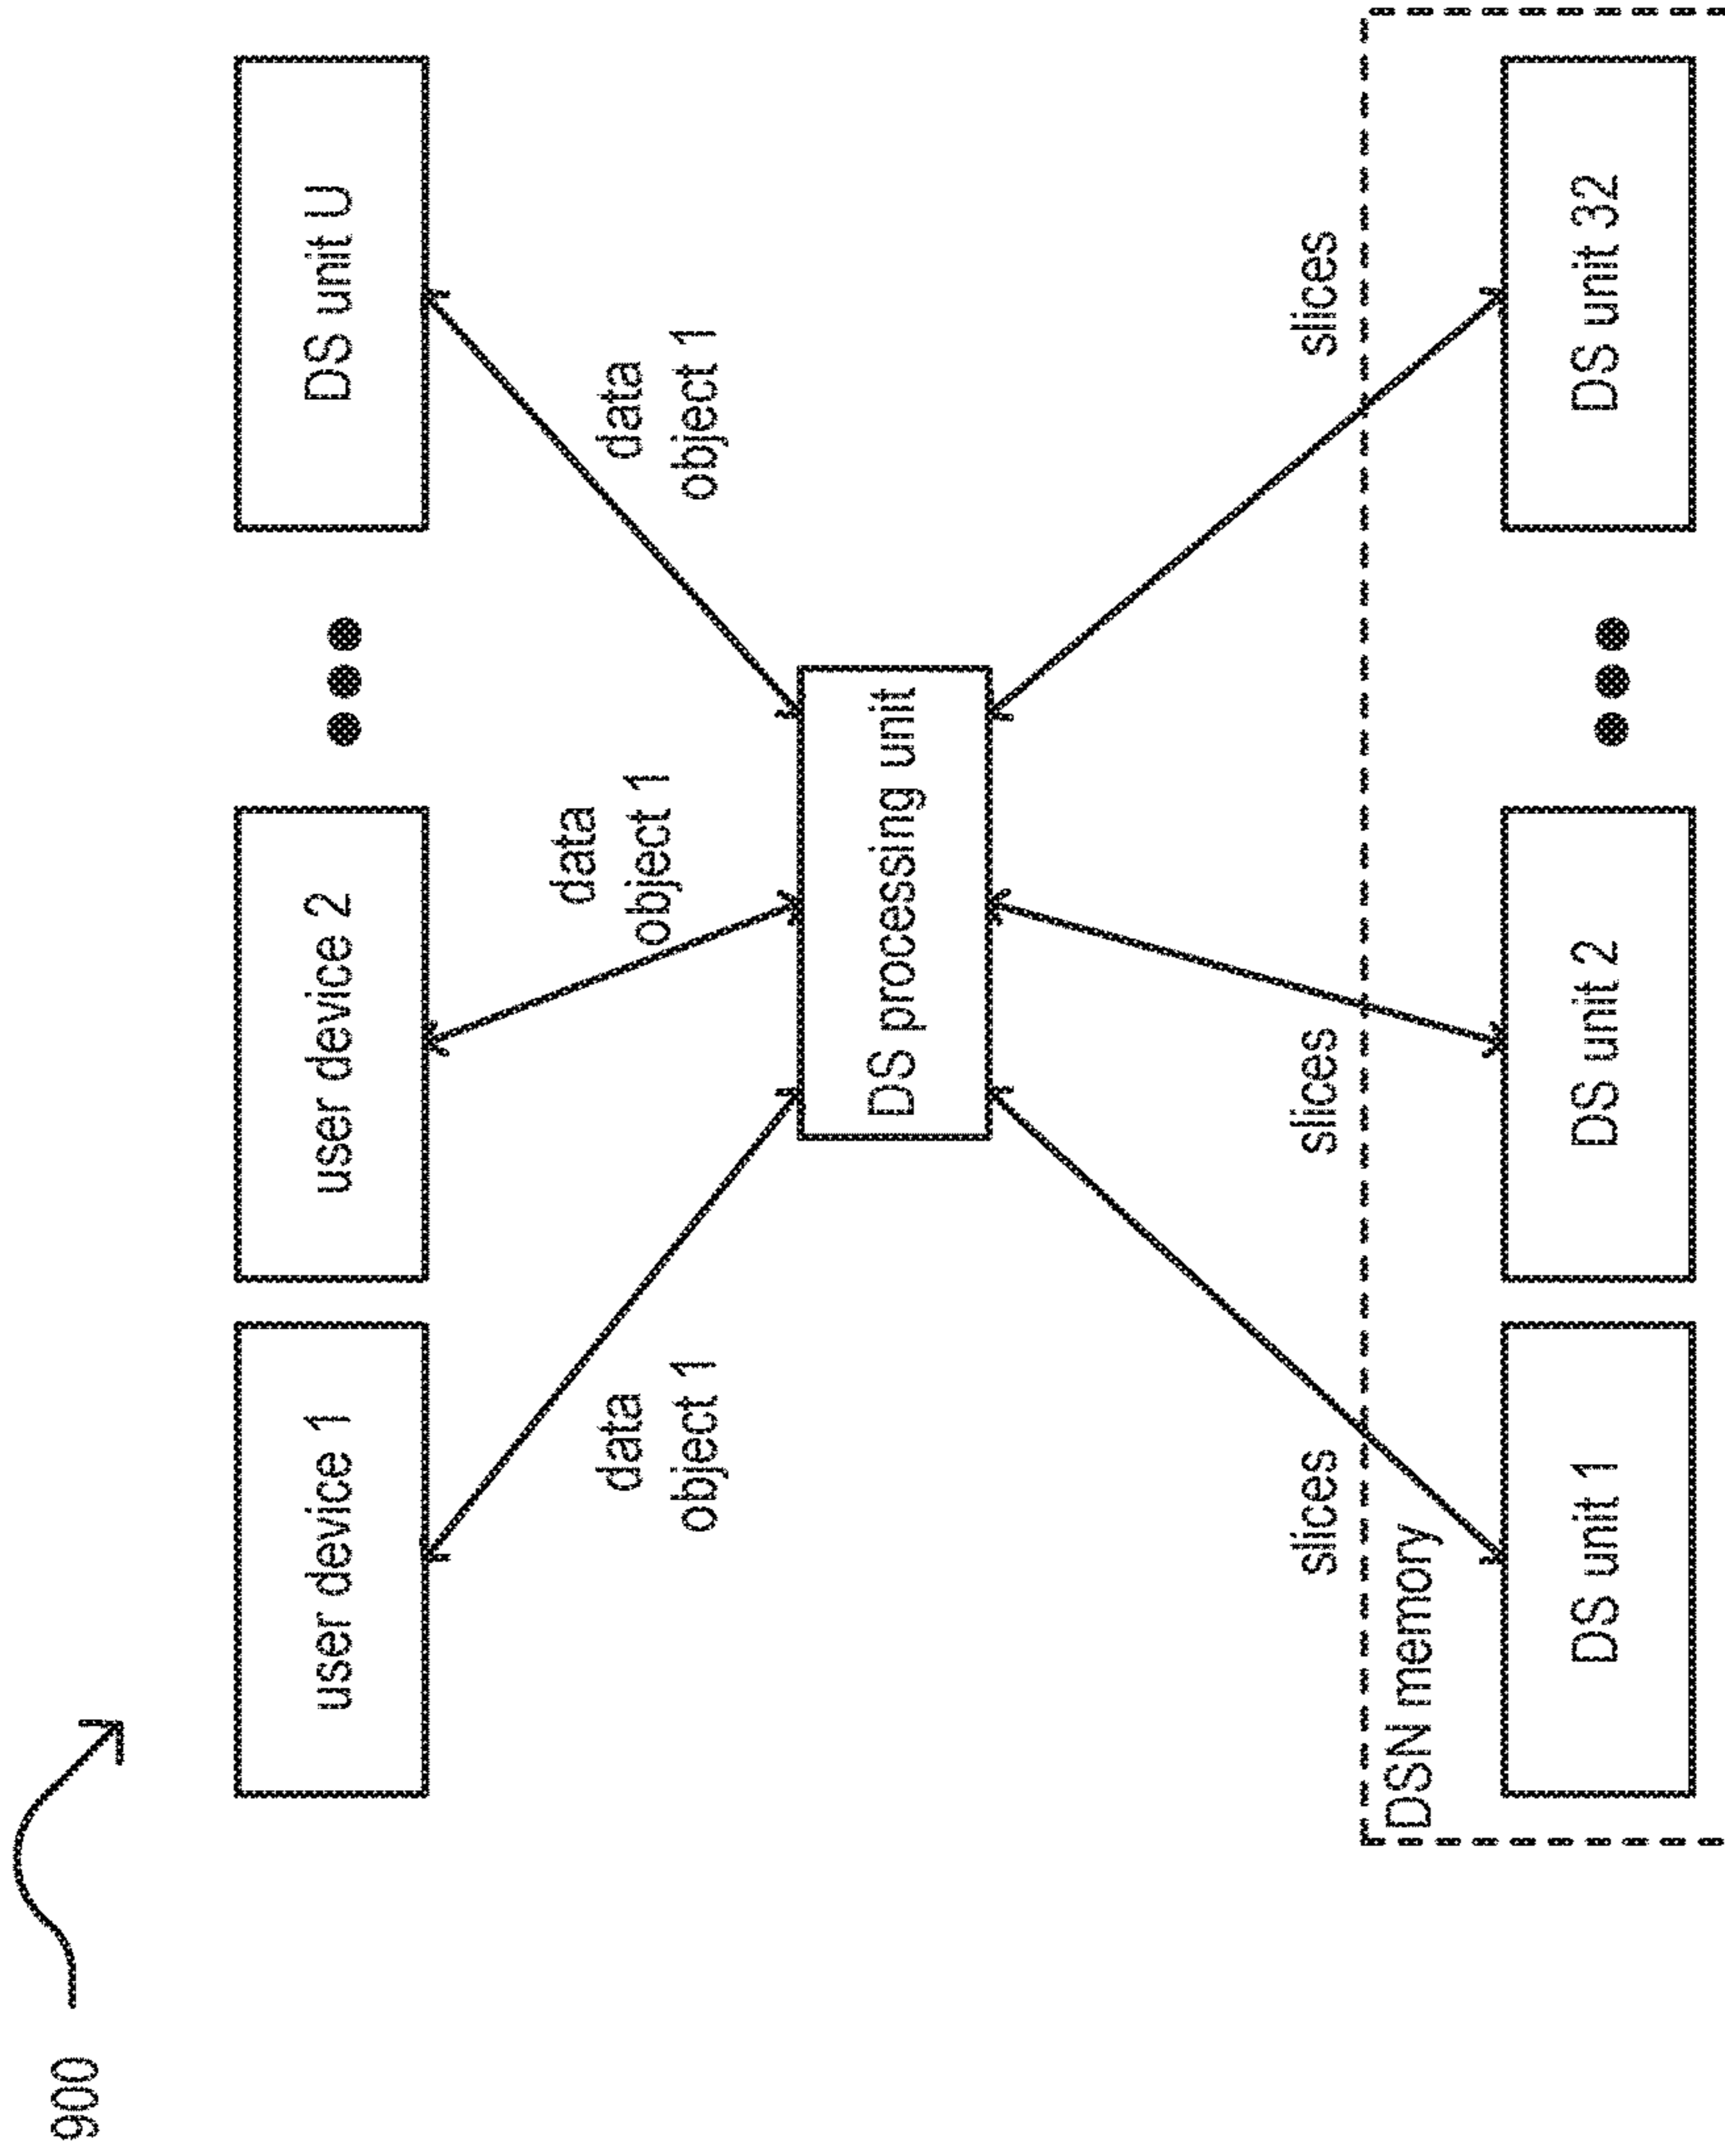 900
user device 1
user device 2
DS unit U
data
object 1
data
object 1
data
object 1
DS processing unit
slices
slices
slices
DSN memory
DS unit 1
DS unit 2
DS unit 32